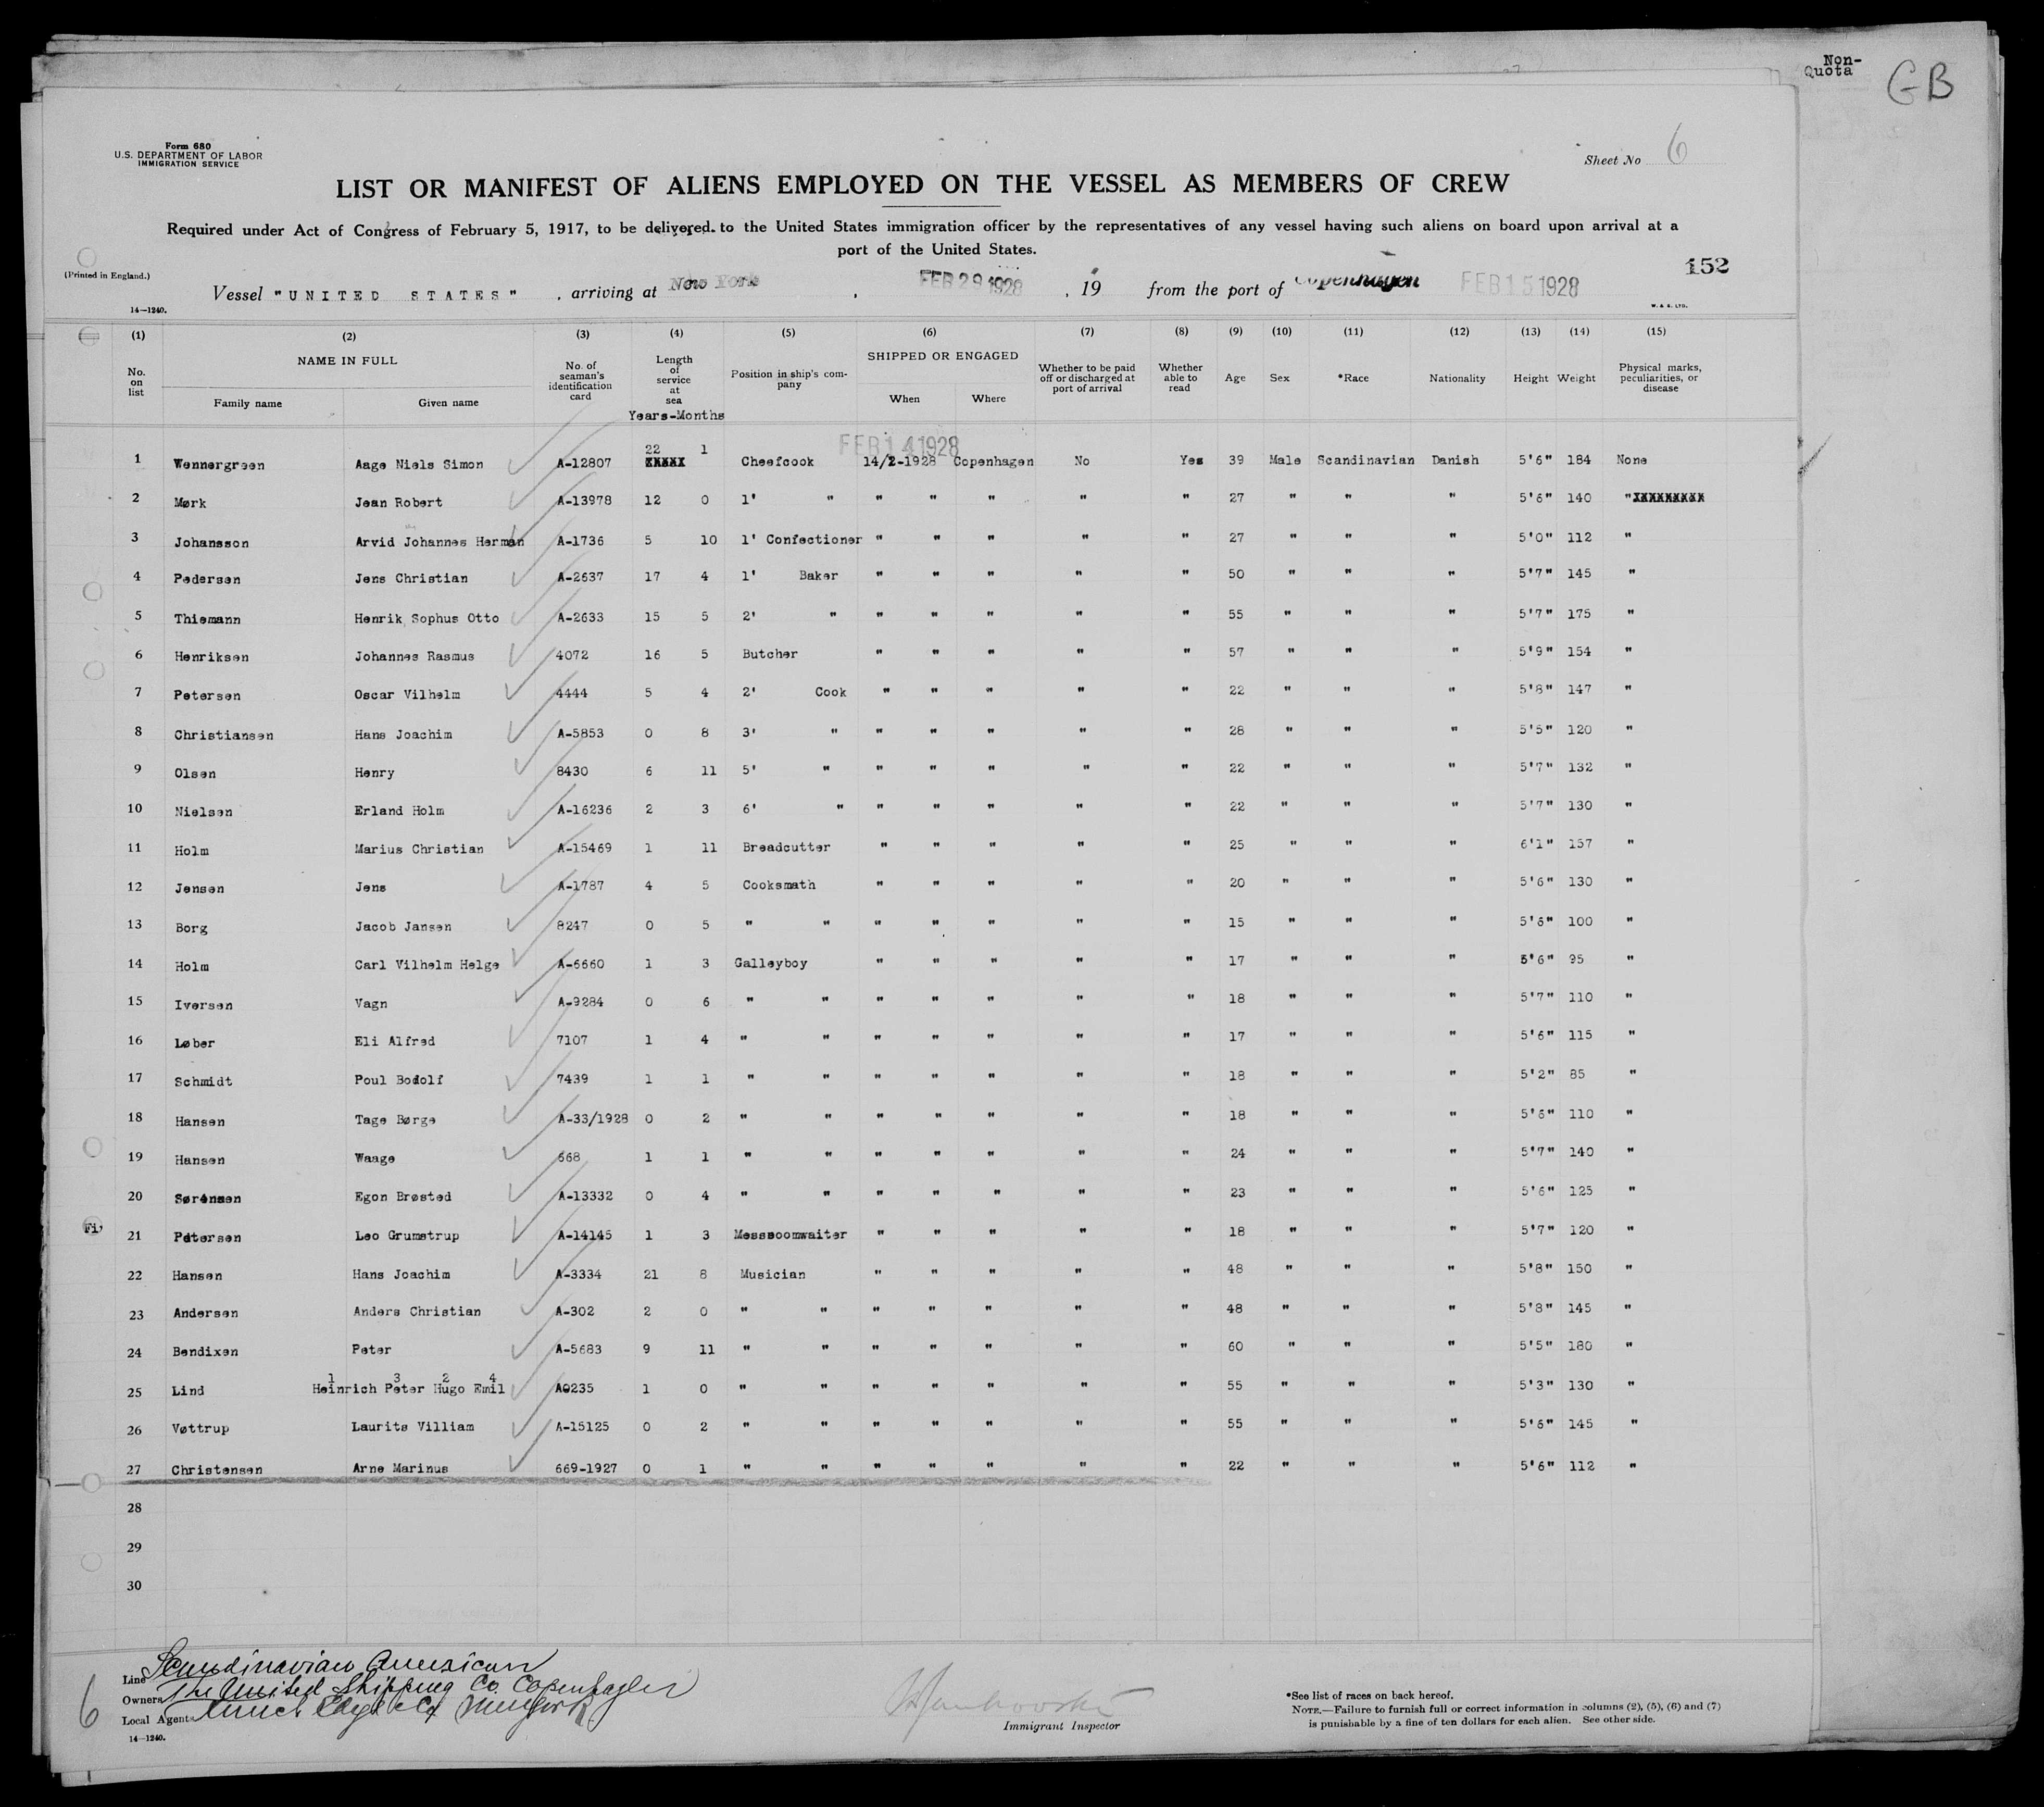 Non-
Quota
GB
Form 680
U.S. DEPARTMENT OF LABOR
IMMIGRATION SERVICE
Sheet No 6
LIST OR MANIFEST OF ALIENS EMPLOYED ON THE VESSEL AS MEMBERS OF CREW
Required under Act of Congress of February 5, 1917, to be delivered to the United States immigration officer by the representatives of any vessel having such aliens on board upon arrival at a
port of the United States.
152
(Printed in England.)
Vessel "UNITED STATES" , arriving at New York , FEB 29 1928 , 19 from the port of Copenhagen FEB 15 1928
14—1240.
W. & S. LTD.
(1) (2) (3) (4) (5) (6) (7) (8) (9) (10) (11) (12) (13) (14) (15)
No. on list NAME IN FULL Family name Given name No. of seaman's identification card Length of service at sea Years-Months Position in ship's company SHIPPED OR ENGAGED When Where Whether to be paid off or discharged at port of arrival Whether able to read Age Sex *Race Nationality Height Weight Physical marks, peculiarities, or disease
FEB 14 1928
1 Wennergreen Aage Niels Simon A-12807 22 1 Cheefcook 14/2-1928 Copenhagen No Yes 39 Male Scandinavian Danish 5'6" 184 None
2 Mørk Jean Robert A-13978 12 0 1' " " " " " " 27 " " " 5'6" 140 "
3 Johansson Arvid Johannes Herman A-1736 5 10 1' Confectioner " " " " " 27 " " " 5'0" 112 "
4 Pedersen Jens Christian A-2637 17 4 1' Baker " " " " " 50 " " " 5'7" 145 "
5 Thiemann Henrik Sophus Otto A-2633 15 5 2' " " " " " " 55 " " " 5'7" 175 "
6 Henriksen Johannes Rasmus 4072 16 5 Butcher " " " " " 57 " " " 5'9" 154 "
7 Petersen Oscar Vilhelm 4444 5 4 2' Cook " " " " " 22 " " " 5'8" 147 "
8 Christiansen Hans Joachim A-5853 0 8 3' " " " " " " 28 " " " 5'5" 120 "
9 Olsen Henry 8430 6 11 5' " " " " " " 22 " " " 5'7" 132 "
10 Nielsen Erland Holm A-16236 2 3 6' " " " " " " 22 " " " 5'7" 130 "
11 Holm Marius Christian A-15469 1 11 Breadcutter " " " " " 25 " " " 6'1" 157 "
12 Jensen Jens A-1787 4 5 Cooksmath " " " " " 20 " " " 5'6" 130 "
13 Borg Jacob Jansen 8247 0 5 " " " " " " " 15 " " " 5'6" 100 "
14 Holm Carl Vilhelm Helge A-6660 1 3 Galleyboy " " " " " 17 " " " 5'6" 95 "
15 Iversen Vagn A-9284 0 6 " " " " " " " 18 " " " 5'7" 110 "
16 Løber Eli Alfred 7107 1 4 " " " " " " " 17 " " " 5'6" 115 "
17 Schmidt Poul Bodolf 7439 1 1 " " " " " " " 18 " " " 5'2" 85 "
18 Hansen Tage Børge A-33/1928 0 2 " " " " " " " 18 " " " 5'6" 110 "
19 Hansen Waage 668 1 1 " " " " " " " 24 " " " 5'7" 140 "
20 Sørensen Egon Brøsted A-13332 0 4 " " " " " " " 23 " " " 5'6" 125 "
21 Petersen Leo Grumstrup A-14145 1 3 Messroomwaiter " " " " " 18 " " " 5'7" 120 "
22 Hansen Hans Joachim A-3334 21 8 Musician " " " " " 48 " " " 5'8" 150 "
23 Andersen Anders Christian A-302 2 0 " " " " " " " 48 " " " 5'8" 145 "
24 Bendixen Peter A-5683 9 11 " " " " " " " 60 " " " 5'5" 180 "
1 3 2 4
25 Lind Heinrich Peter Hugo Emil A0235 1 0 " " " " " " " 55 " " " 5'3" 130 "
26 Vøttrup Laurits Villiam A-15125 0 2 " " " " " " " 55 " " " 5'6" 145 "
27 Christensen Arne Marinus 669-1927 0 1 " " " " " " " 22 " " " 5'6" 112 "
28
29
30
6
Line Scandinavian American
Owners The United Shipping Co. Copenhagen
Local Agents
14—1240.
Immigrant Inspector
*See list of races on back hereof.
NOTE.—Failure to furnish full or correct information in columns (2), (5), (6) and (7)
is punishable by a fine of ten dollars for each alien. See other side.